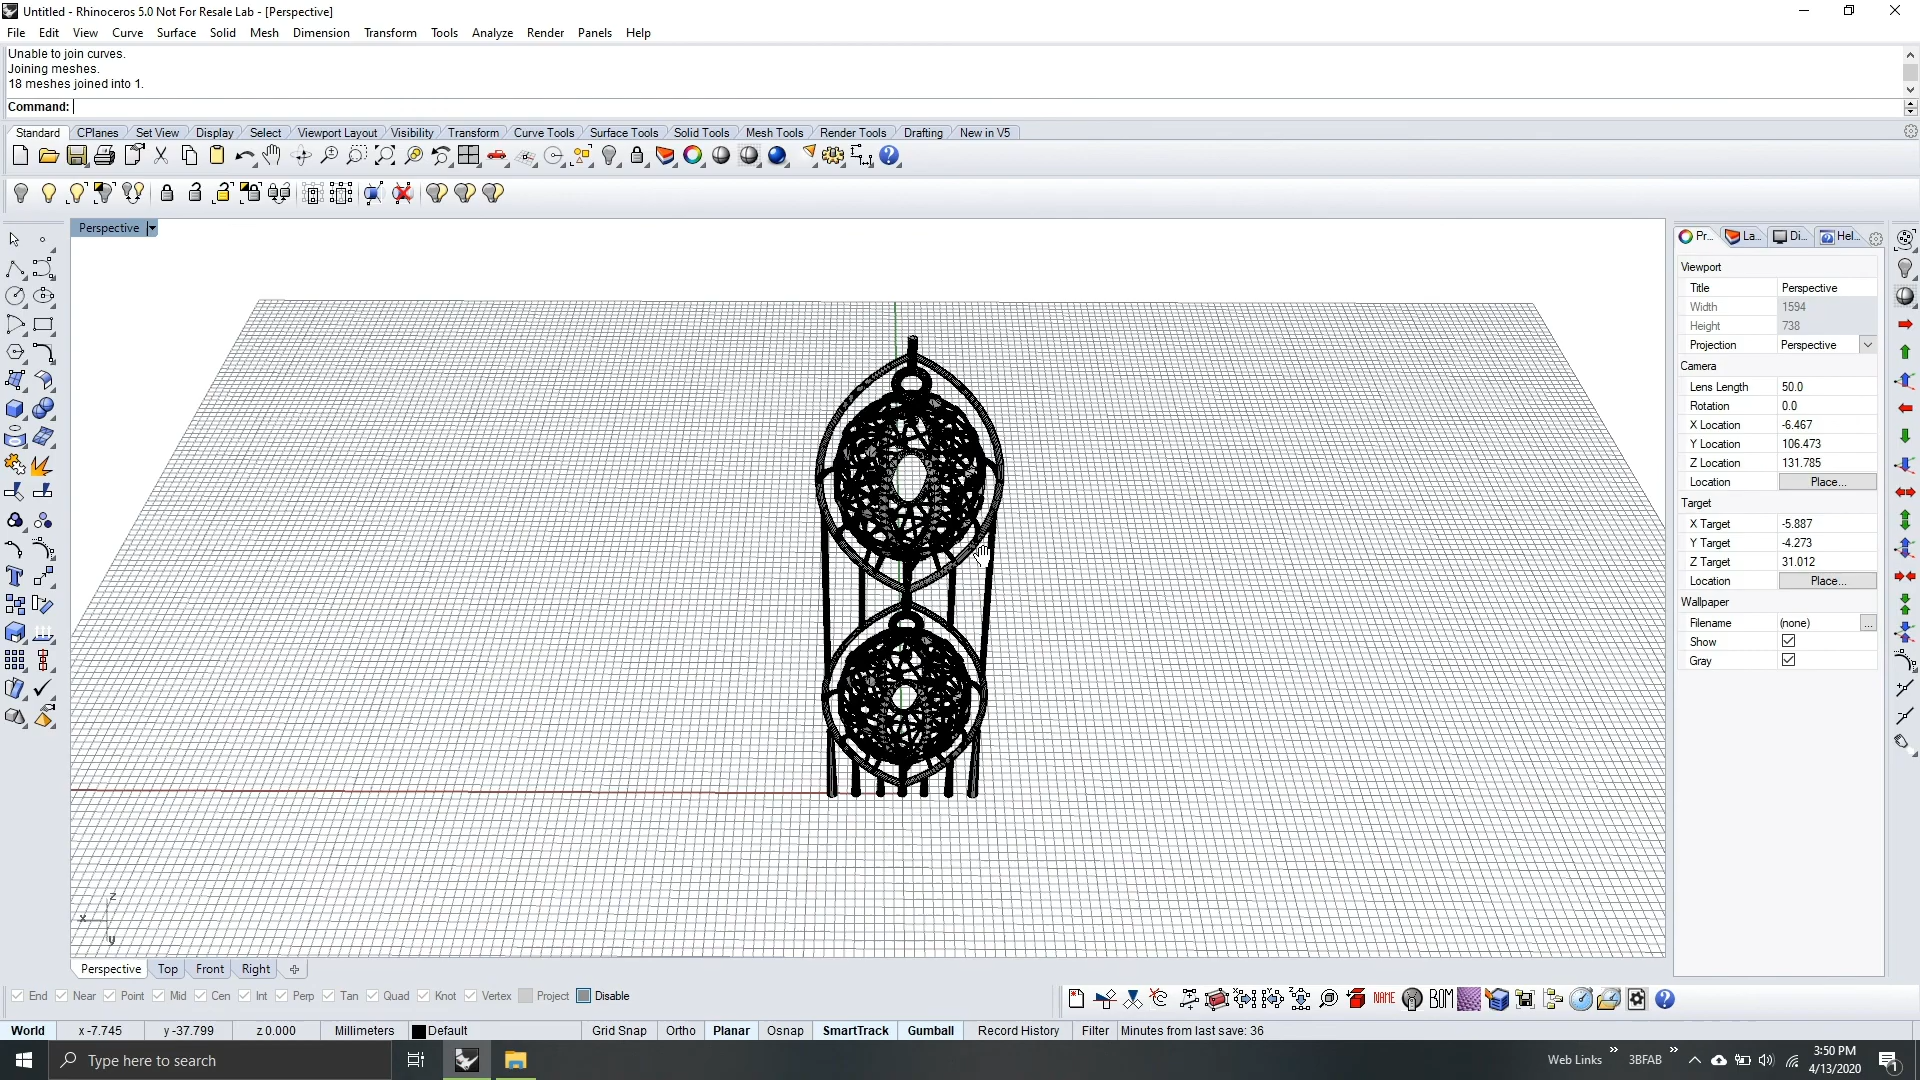 Untitled - Rhinoceros 5.0 Not For Resale Lab - [Perspective]
File Edit View Curve Surface Solid Mesh Dimension Transform Tools Analyze Render Panels Help
Unable to join curves.
Joining meshes.
18 meshes joined into 1.
Command:
Standard CPlanes Set View Display Select Viewport Layout Visibility Transform Curve Tools Surface Tools Solid Tools Mesh Tools Render Tools Drafting New in V5
Perspective
Pr... La... Di... Hel...
Viewport
Title Perspective
Width 1594
Height 738
Projection Perspective
Camera
Lens Length 50.0
Rotation 0.0
X Location -6.467
Y Location 106.473
Z Location 131.785
Location Place...
Target
X Target -5.887
Y Target -4.273
Z Target 31.012
Location Place...
Wallpaper
Filename (none) ...
Show
Gray
z
x
y
Perspective Top Front Right
End Near Point Mid Cen Int Perp Tan Quad Knot Vertex Project Disable
NAME BOM
World x -7.745 y -37.799 z 0.000 Millimeters Default Grid Snap Ortho Planar Osnap SmartTrack Gumball Record History Filter Minutes from last save: 36
Type here to search
Web Links » 3BFAB »
3:50 PM
4/13/2020
1